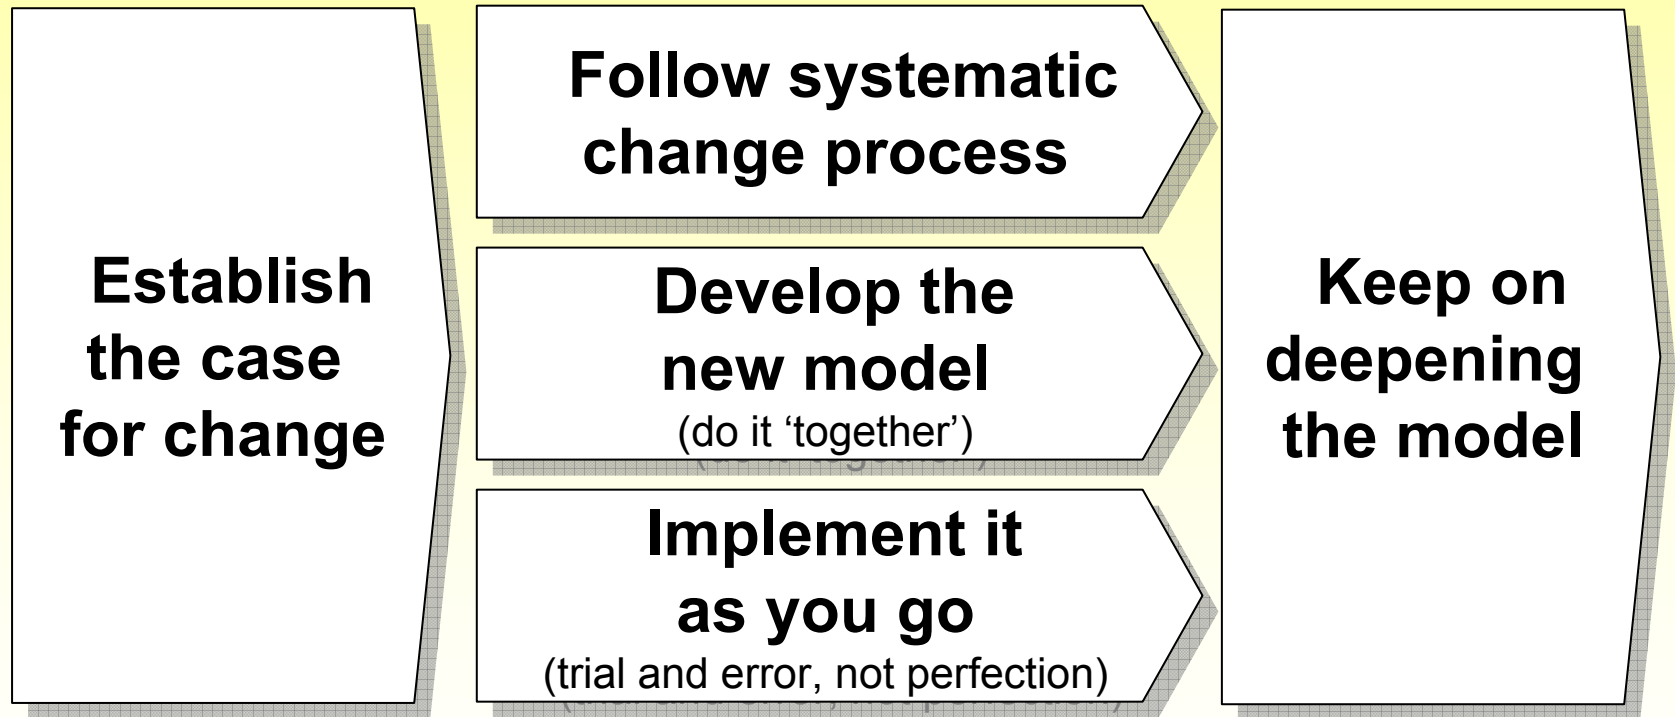 Establish
the case
for change
Follow systematic
change process
Develop the
new model
(do it ‘together’)
Implement it
as you go
(trial and error, not perfection)
Keep on
deepening
the model